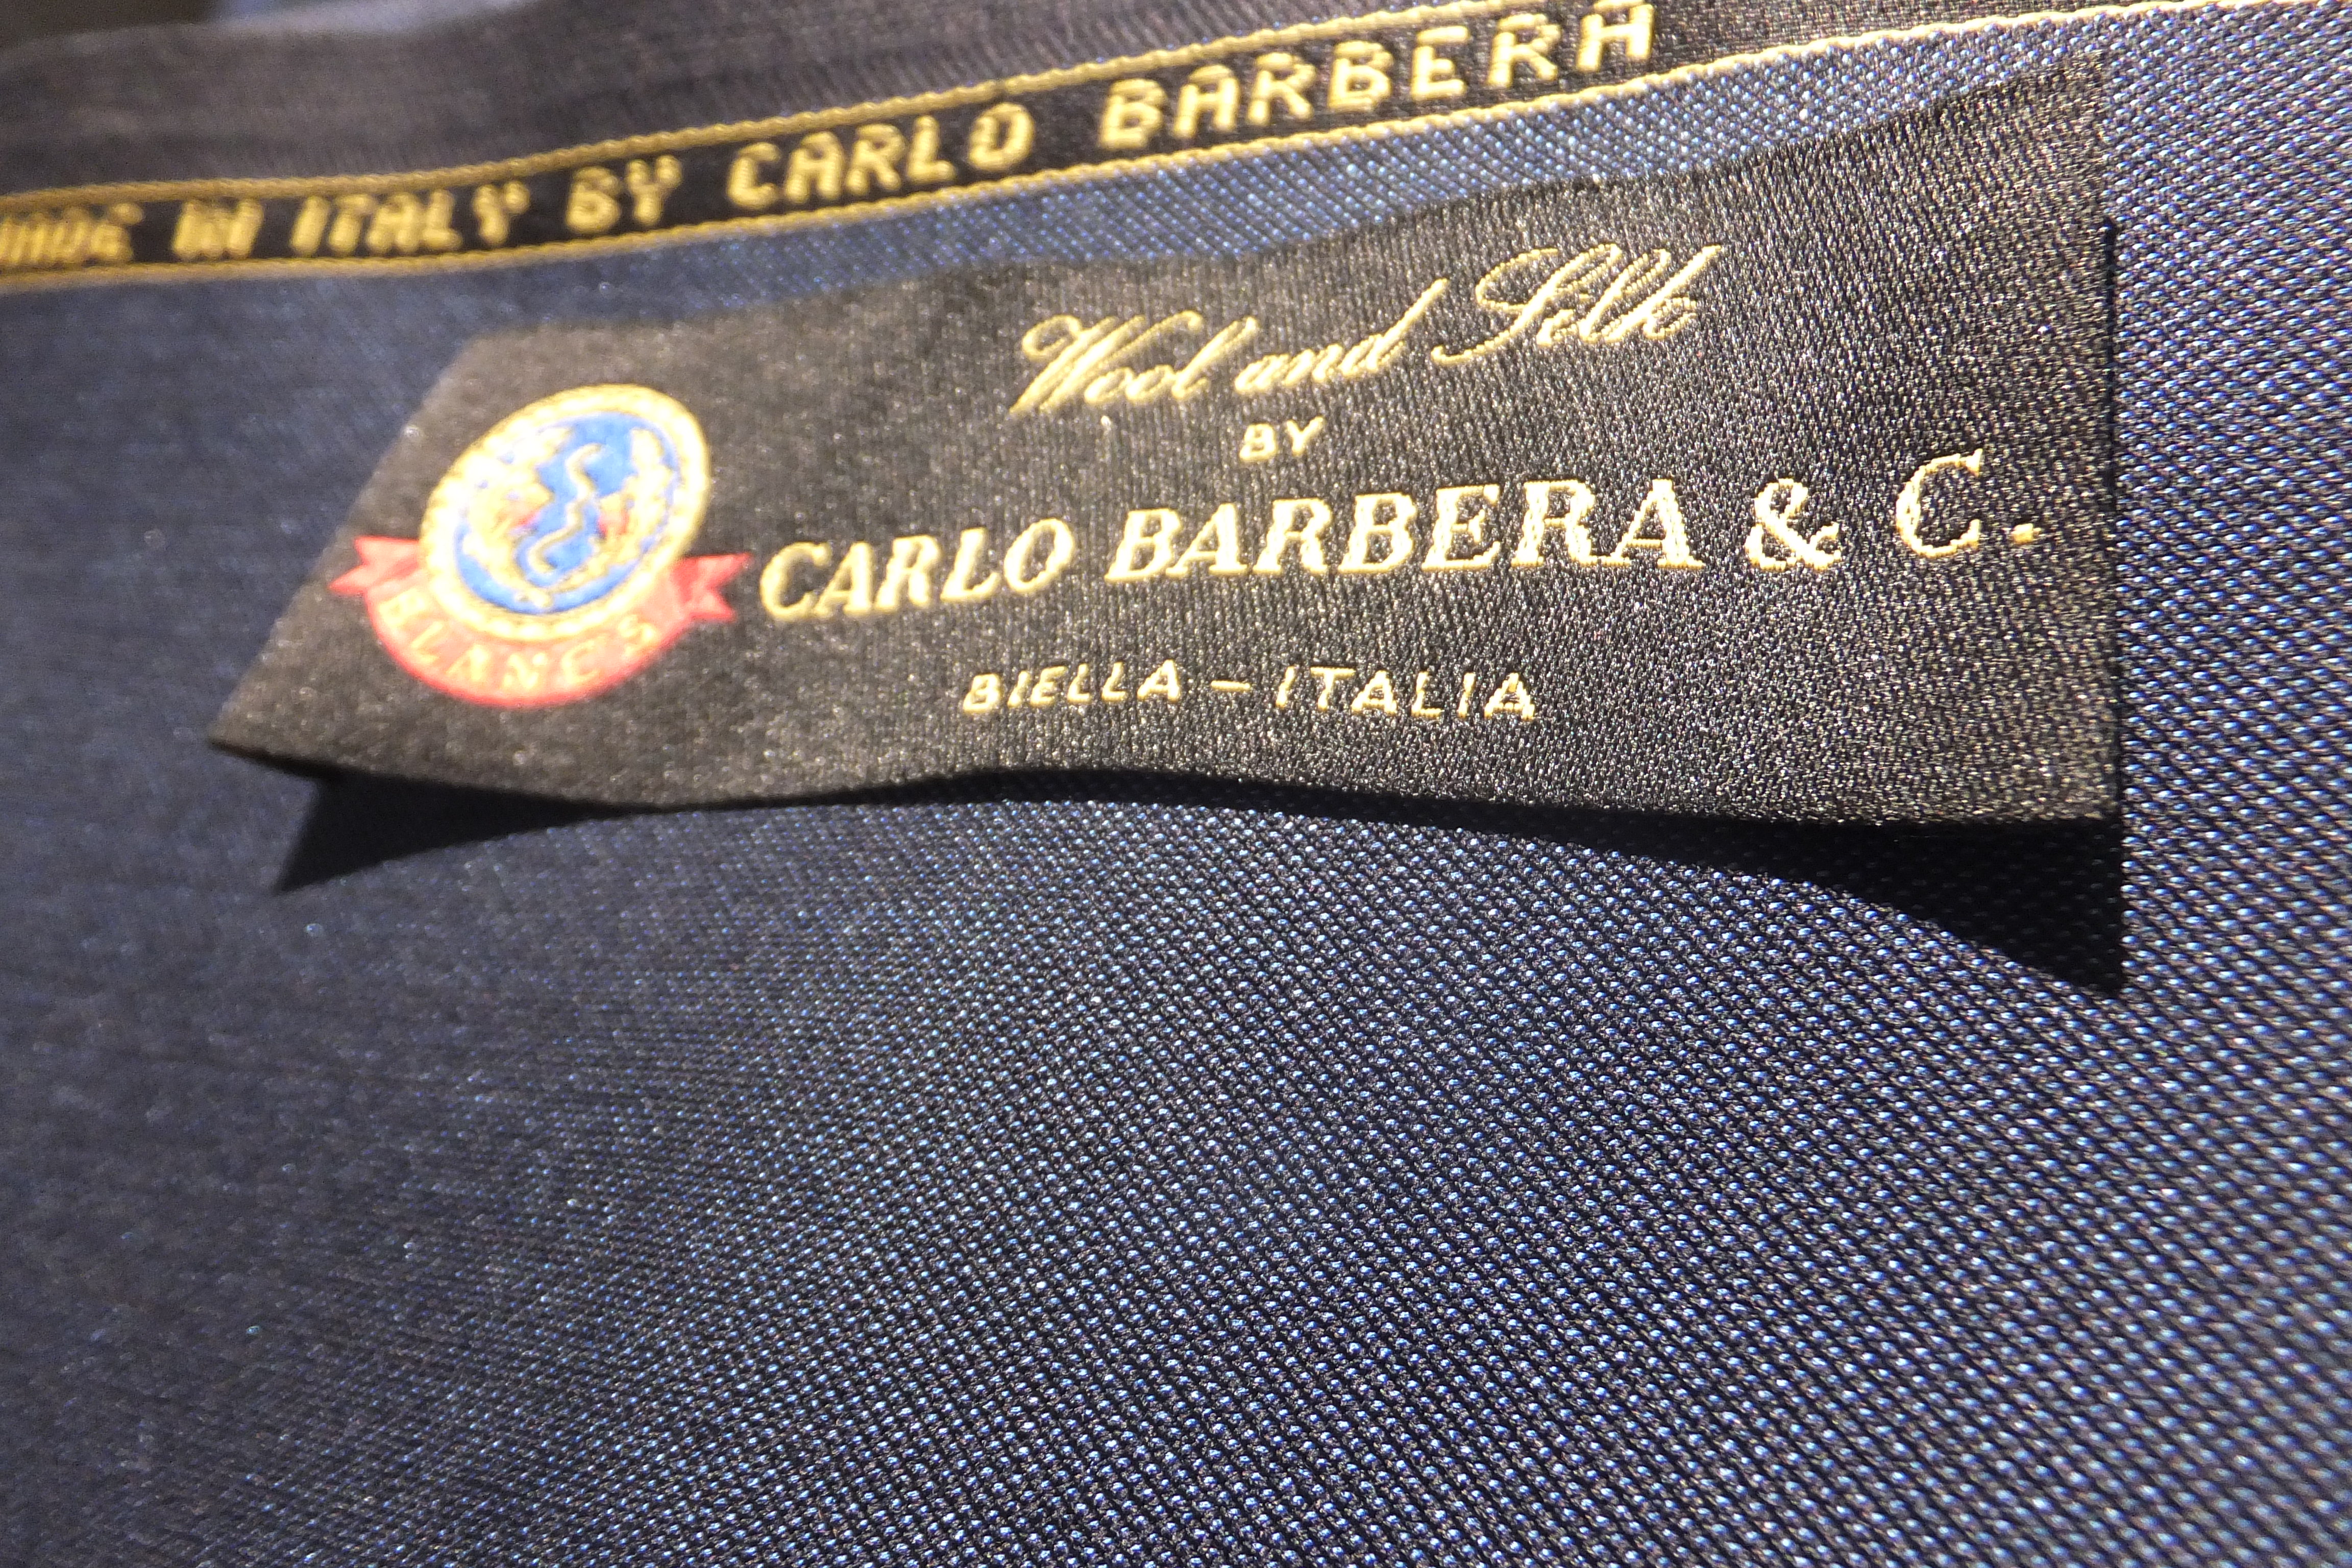 MADE IN ITALY BY CARLO BARBERA
Wool and Silk
BY
CARLO BARBERA & C.
BIELLA - ITALIA